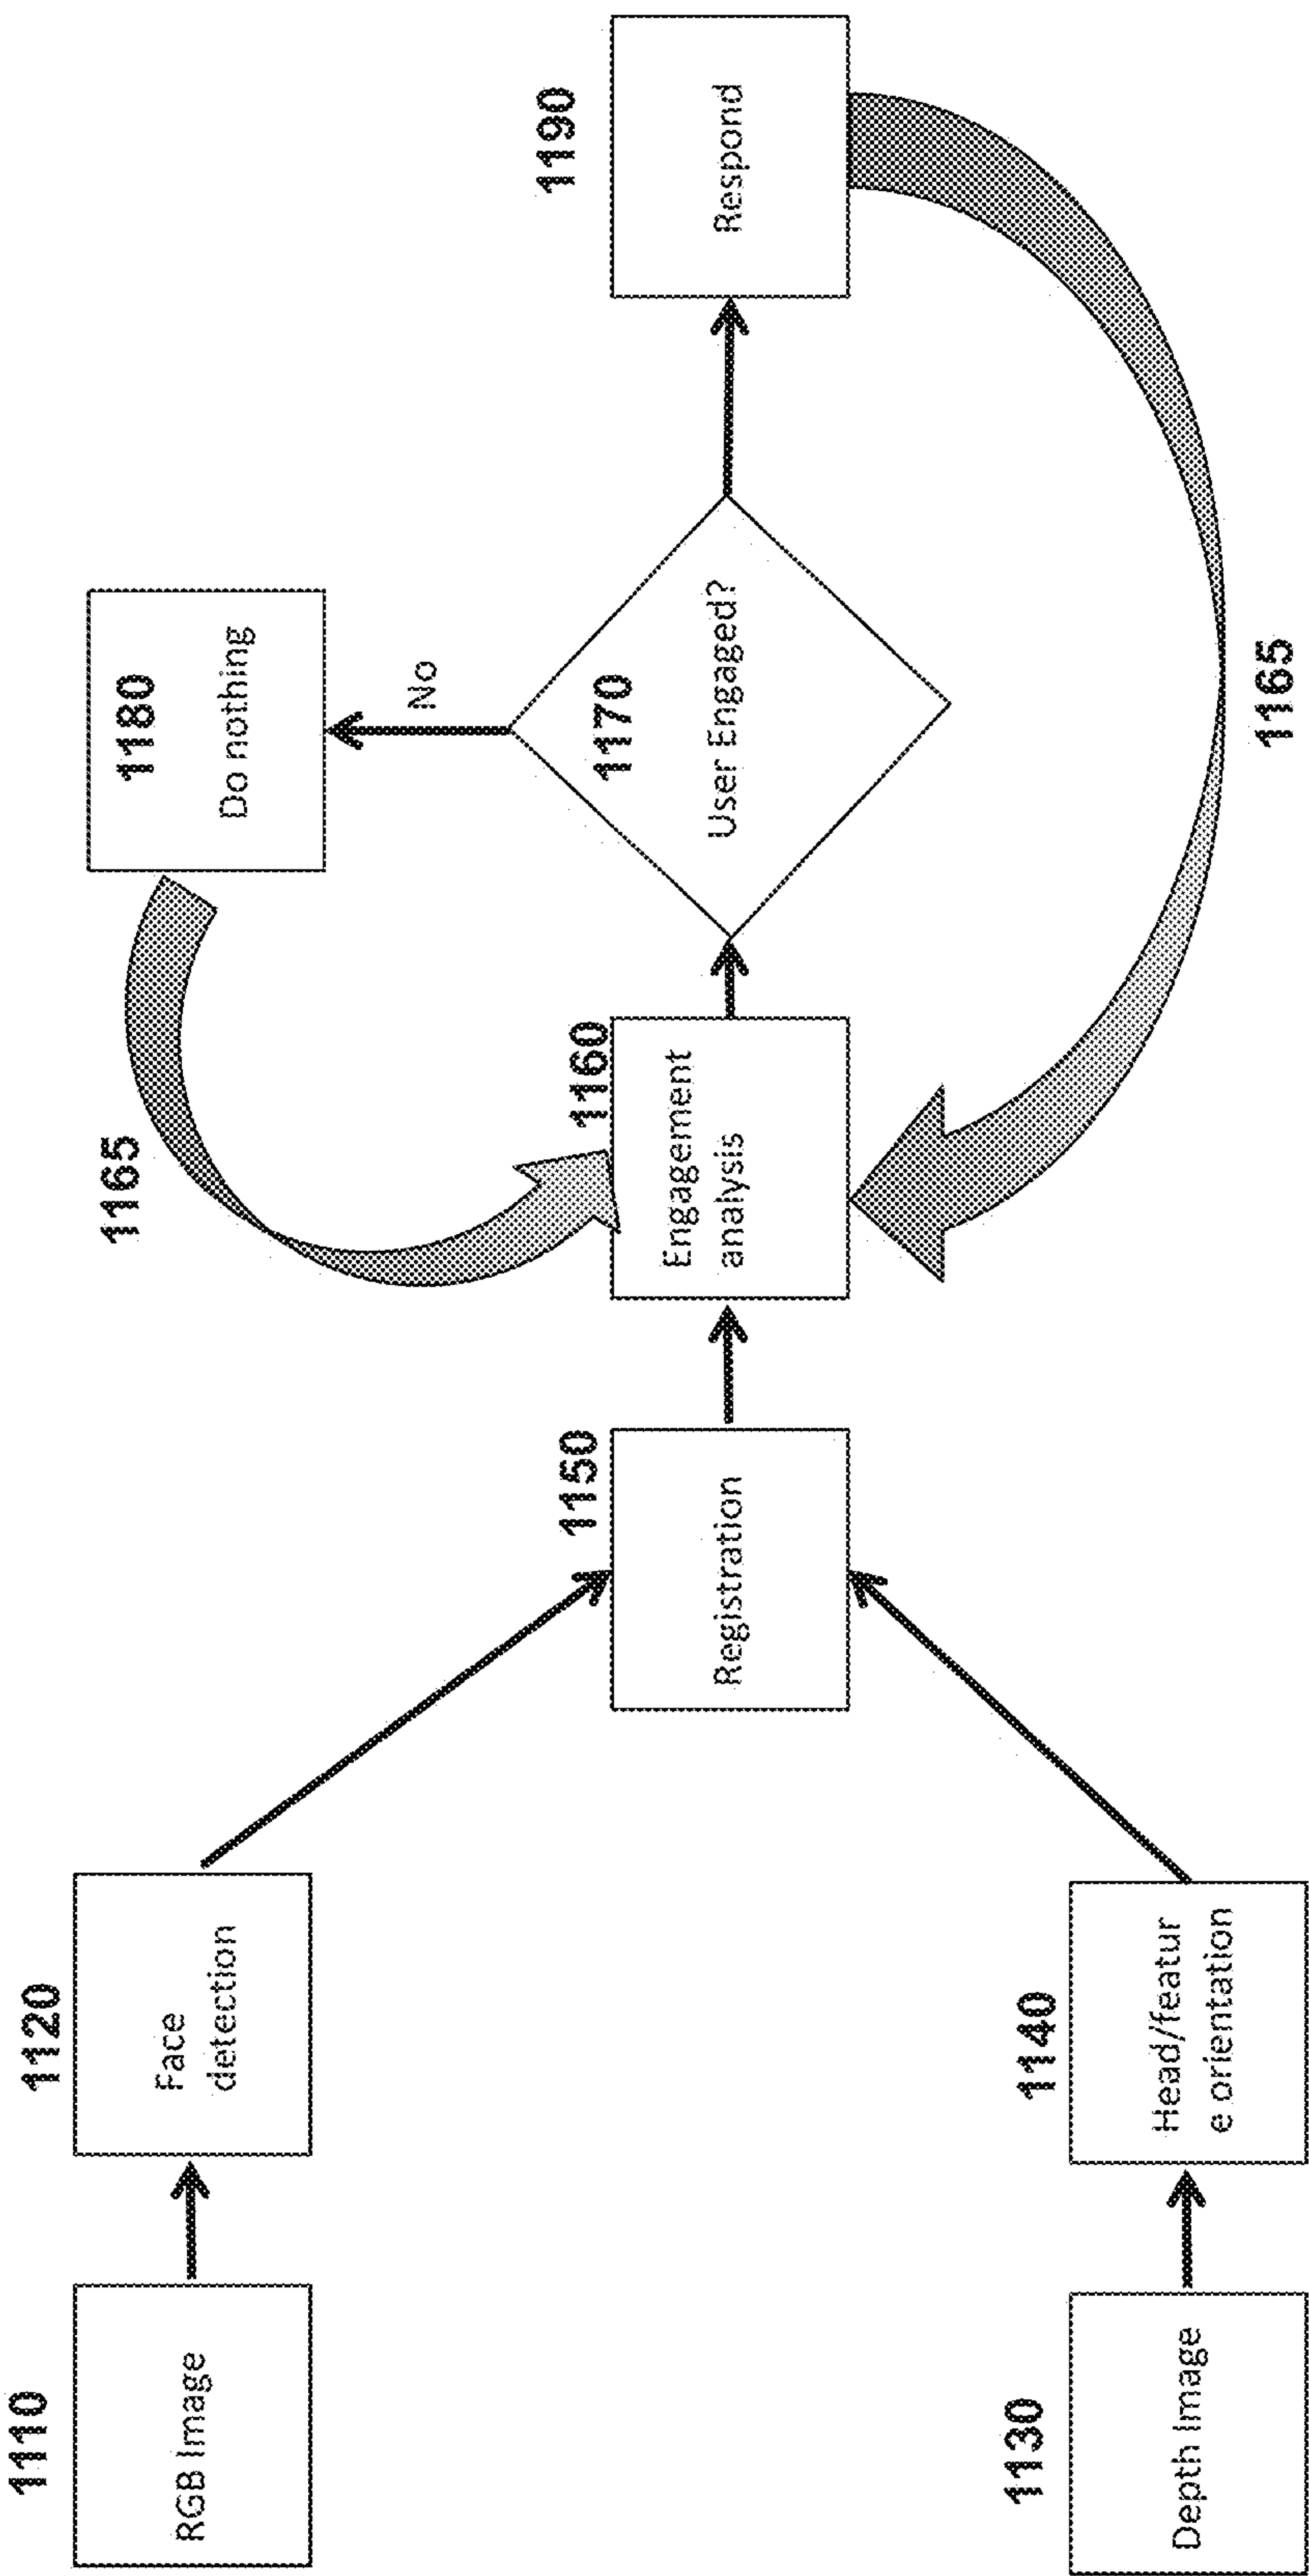 1110
RGB Image
1120
Face
detection
1130
Depth Image
1140
Head/featur
e orientation
1150
Registration
1160
Engagement
analysis
1165
1170
User Engaged?
No
1180
Do nothing
1190
Respond
1165